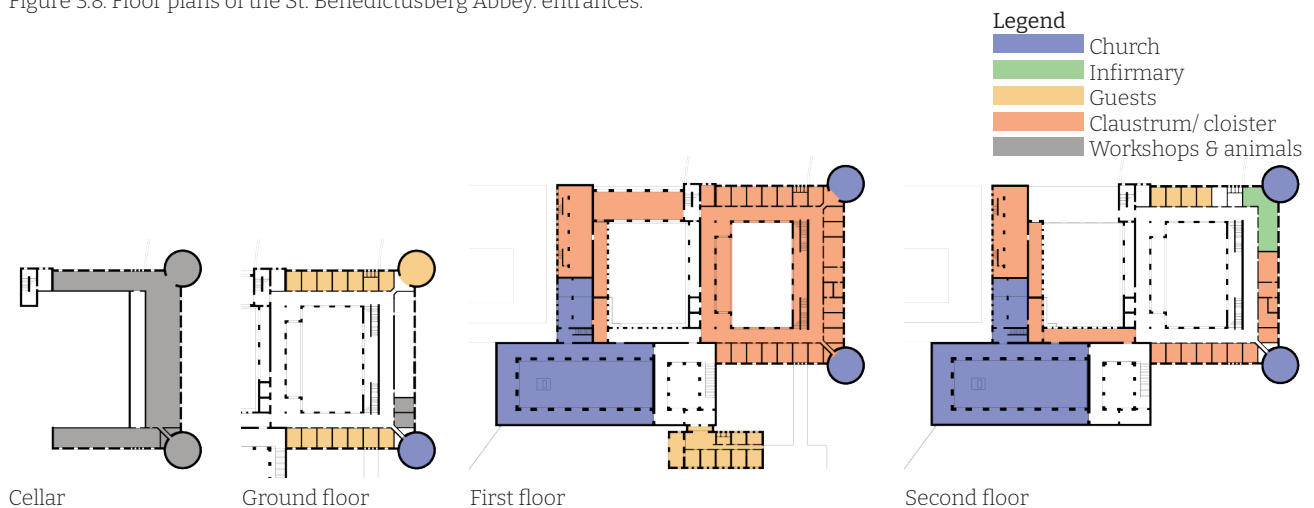 Figure 3.8. Floor plans of the St. Benedictusberg Abbey: entrances.
Legend
Church
Infirmary
Guests
Claustrum/ cloister
Workshops & animals
Cellar
Ground floor
First floor
Second floor